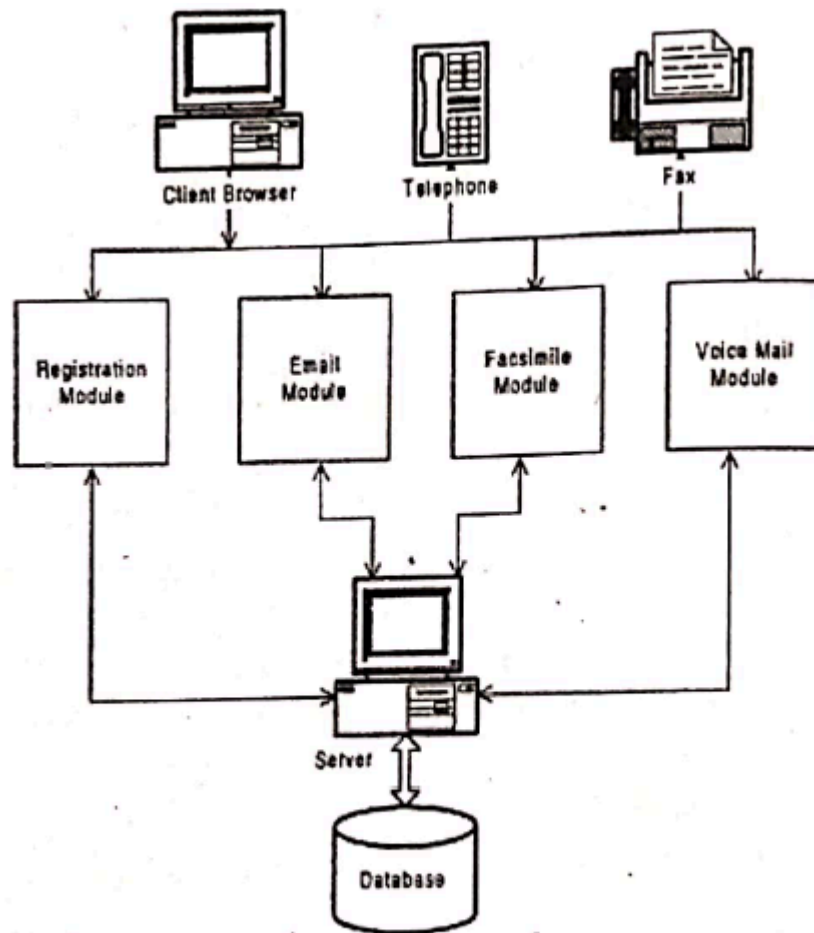 Client Browser
Telephone
Fax
Registration
Module
Email
Module
Facsimile
Module
Voice Mail
Module
Server
Database